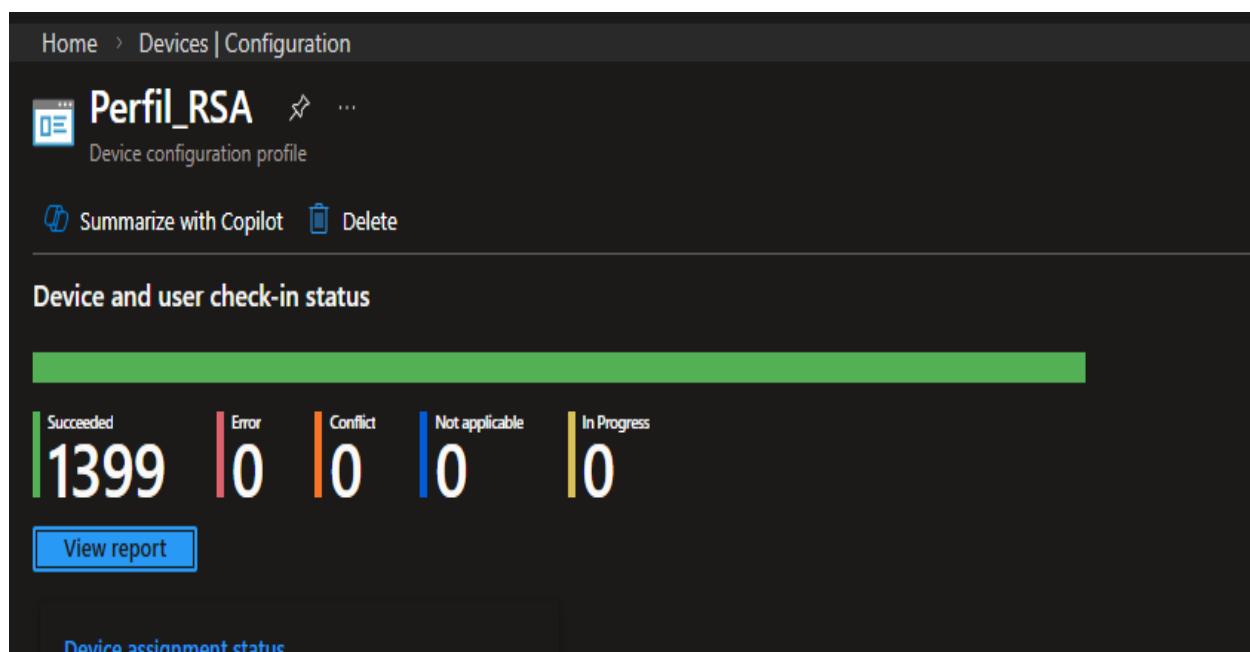 Home > Devices | Configuration
Perfil_RSA ...
Device configuration profile
Summarize with Copilot Delete
Device and user check-in status
Succeeded Error Conflict Not applicable In Progress
1399 0 0 0 0
View report
Device assignment status